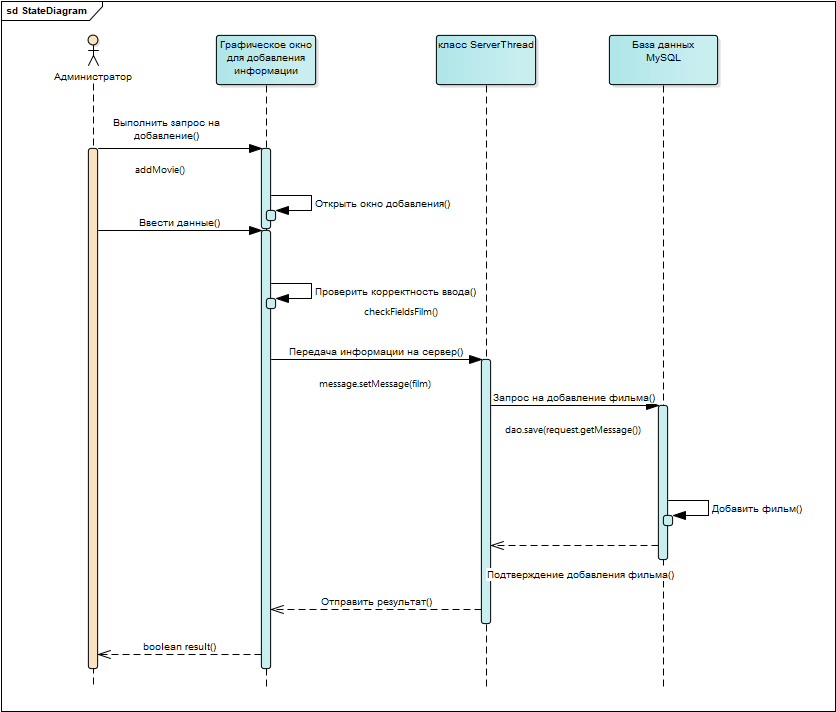 sd StateDiagram
Администратор
Графическое окно
для добавления
информации
класс ServerThread
База данных
MySQL
Выполнить запрос на
добавление()
addMovie()
Открыть окно добавления()
Ввести данные()
Проверить корректность ввода()
checkFieldsFilm()
Передача информации на сервер()
message.setMessage(film)
Запрос на добавление фильма()
dao.save(request.getMessage())
Добавить фильм()
Подтверждение добавления фильма()
Отправить результат()
boolean result()